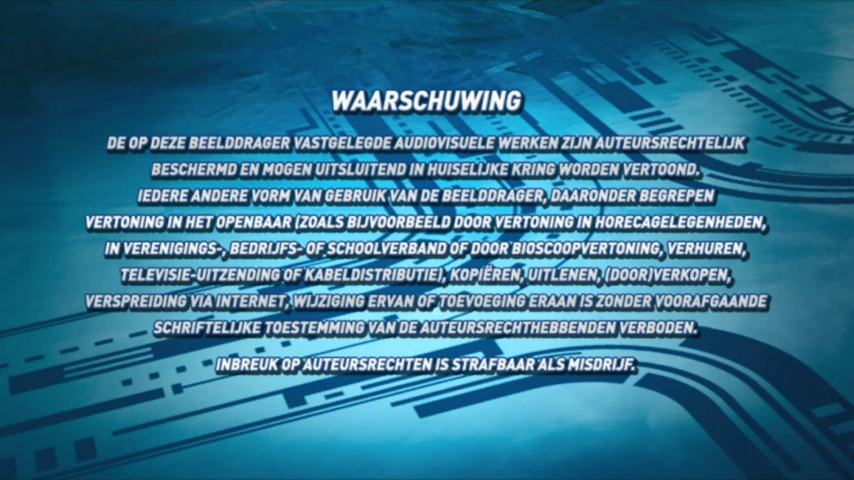 WAARSCHUWING
DE OP DEZE BEELDDRAGER VASTGELEGDE AUDIOVISUELE WERKEN ZIJN AUTEURSRECHTELIJK
BESCHERMD EN MOGEN UITSLUITEND IN HUISELIJKE KRING WORDEN VERTOOND.
IEDERE ANDERE VORM VAN GEBRUIK VAN DE BEELDDRAGER, DAARONDER BEGREPEN
VERTONING IN HET OPENBAAR (ZOALS BIJVOORBEELD DOOR VERTONING IN HORECAGELEGENHEDEN,
IN VERENIGINGS-, BEDRIJFS- OF SCHOOLVERBAND OF DOOR BIOSCOOPVERTONING, VERHUREN,
TELEVISIE-UITZENDING OF KABELDISTRIBUTIE), KOPIËREN, UITLENEN, (DOOR)VERKOPEN,
VERSPREIDING VIA INTERNET, WIJZIGING ERVAN OF TOEVOEGING ERAAN IS ZONDER VOORAFGAANDE
SCHRIFTELIJKE TOESTEMMING VAN DE AUTEURSRECHTHEBBENDEN VERBODEN.
INBREUK OP AUTEURSRECHTEN IS STRAFBAAR ALS MISDRIJF.